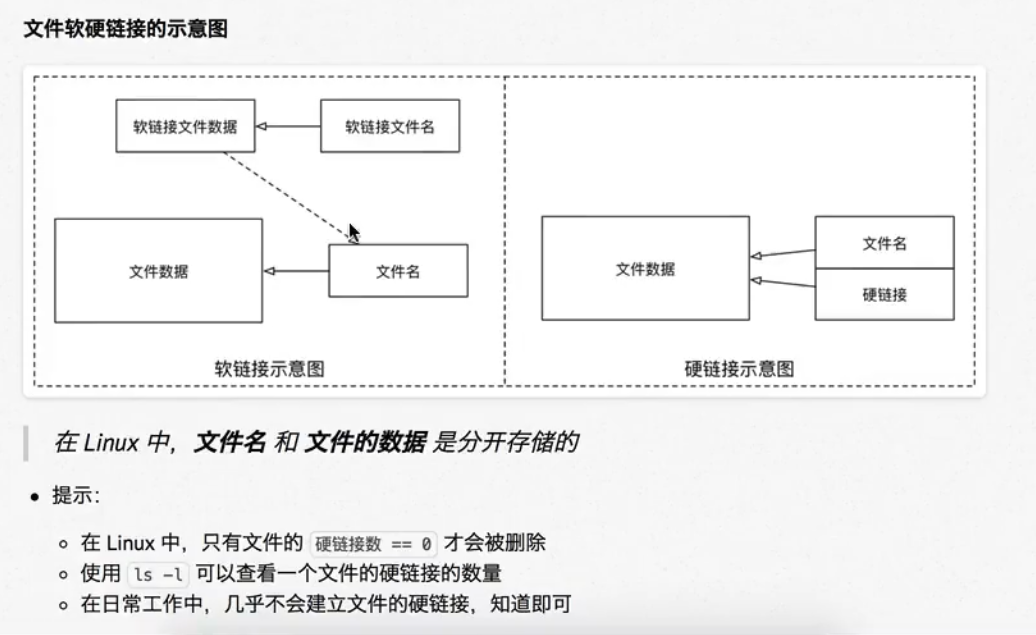 文件软硬链接的示意图
软链接文件数据
软链接文件名
文件数据
文件名
软链接示意图
文件数据
文件名
硬链接
硬链接示意图
在 Linux 中，文件名 和 文件的数据 是分开存储的
• 提示：
在 Linux 中，只有文件的 硬链接数 == 0 才会被删除
使用 ls -l 可以查看一个文件的硬链接的数量
在日常工作中，几乎不会建立文件的硬链接，知道即可